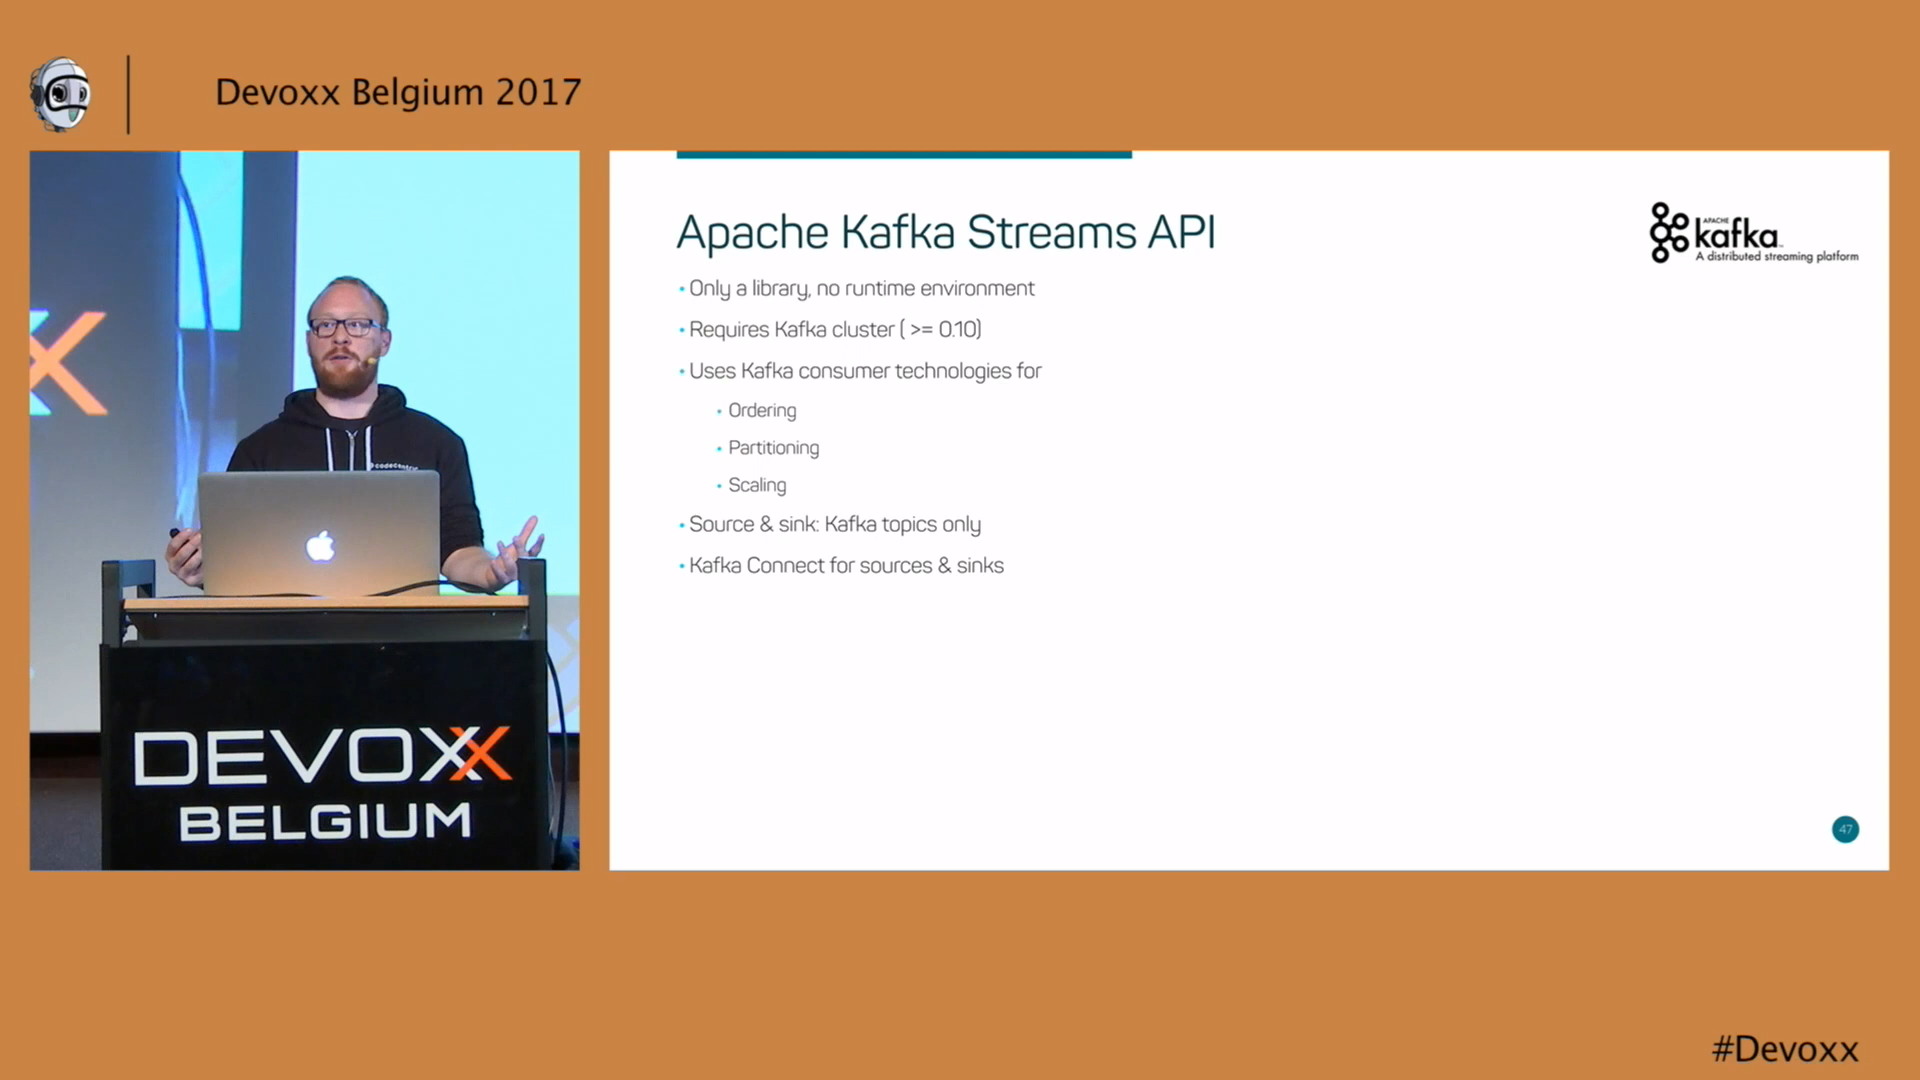 Devoxx Belgium 2017
codecentric
DEVOXX
BELGIUM
Apache Kafka Streams API
APACHE
kafka
A distributed streaming platform
• Only a library, no runtime environment
• Requires Kafka cluster ( >= 0.10)
• Uses Kafka consumer technologies for
• Ordering
• Partitioning
• Scaling
• Source & sink: Kafka topics only
• Kafka Connect for sources & sinks
47
#Devoxx